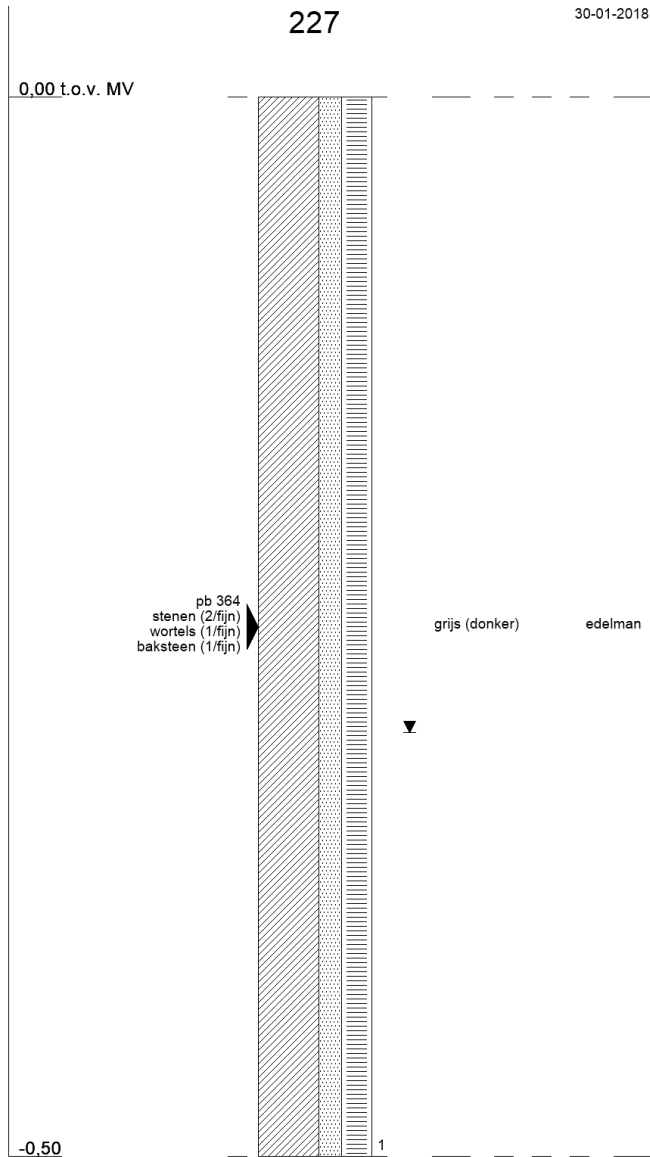 227
30-01-2018
0,00 t.o.v. MV
pb 364
stenen (2/fijn)
wortels (1/fijn)
baksteen (1/fijn)
grijs (donker)
edelman
1
-0,50